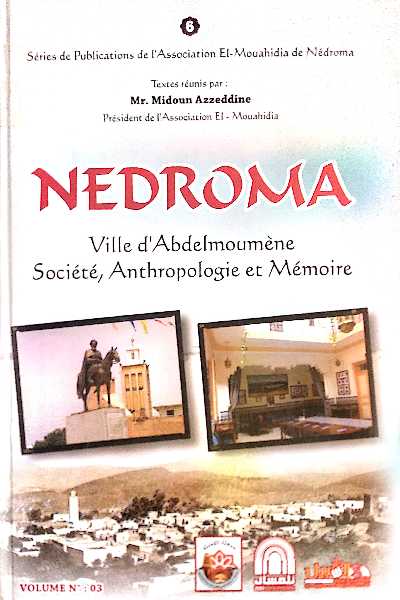 6
Séries de Publications de l'Association El-Mouahidia de Nédroma
Textes réunis par :
Mr. Midoun Azzeddine
Président de l'Association El - Mouahidia
NEDROMA
Ville d'Abdelmoumène
Société, Anthropologie et Mémoire
VOLUME N° : 03